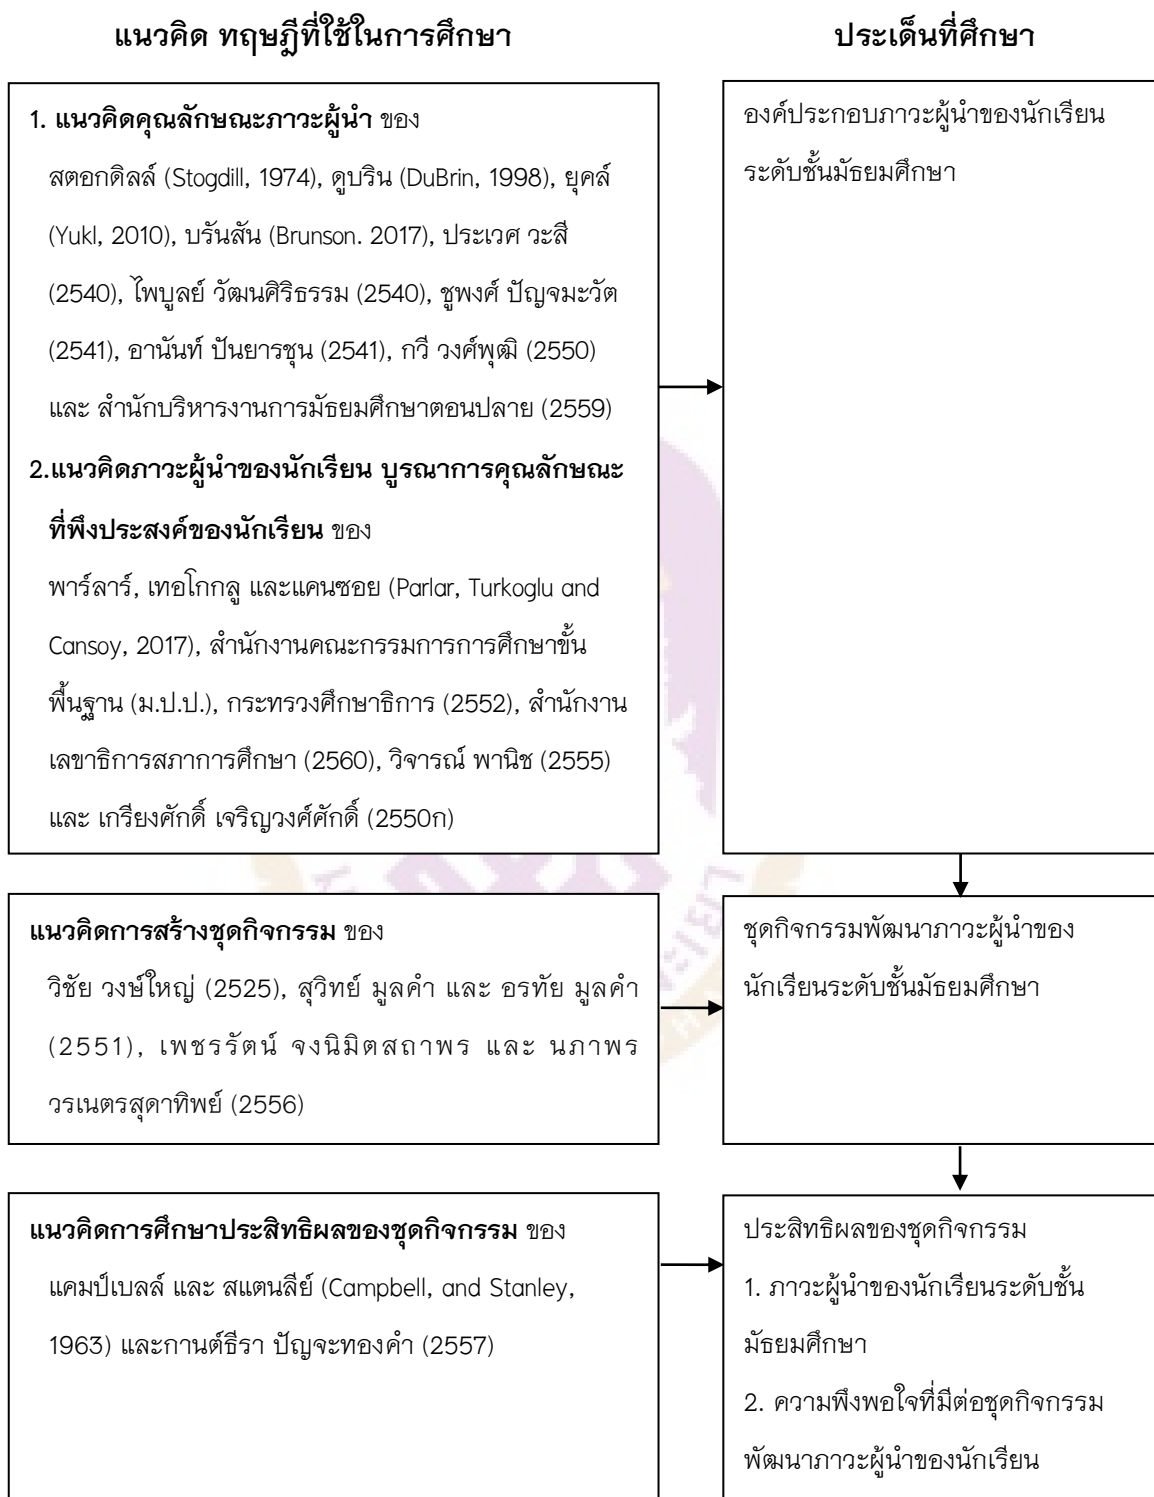 แนวคิด ทฤษฎีที่ใช้ในการศึกษา
ประเด็นที่ศึกษา
1. แนวคิดคุณลักษณะภาวะผู้นำ ของ
สตอกดิลล์ (Stogdill, 1974), ดูบริน (DuBrin, 1998), ยุคล์
(Yukl, 2010), บรันสัน (Brunson. 2017), ประเวศ วะสี
(2540), ไพบูลย์ วัฒนศิริธรรม (2540), ชูพงศ์ ปัญจมะวัต
(2541), อานันท์ ปันยารชุน (2541), กวี วงศ์พุฒิ (2550)
และ สำนักบริหารงานการมัธยมศึกษาตอนปลาย (2559)
2.แนวคิดภาวะผู้นำของนักเรียน บูรณาการคุณลักษณะ
ที่พึงประสงค์ของนักเรียน ของ
พาร์ลาร์, เทอโกกลู และแคนซอย (Parlar, Turkoglu and
Cansoy, 2017), สำนักงานคณะกรรมการการศึกษาขั้น
พื้นฐาน (ม.ป.ป.), กระทรวงศึกษาธิการ (2552), สำนักงาน
เลขาธิการสภาการศึกษา (2560), วิจารณ์ พานิช (2555)
และ เกรียงศักดิ์ เจริญวงศ์ศักดิ์ (2550ก)
องค์ประกอบภาวะผู้นำของนักเรียน
ระดับชั้นมัธยมศึกษา
แนวคิดการสร้างชุดกิจกรรม ของ
วิชัย วงษ์ใหญ่ (2525), สุวิทย์ มูลคำ และ อรทัย มูลคำ
(2551), เพชรรัตน์ จงนิมิตสถาพร และ นภาพร
วรเนตรสุดาทิพย์ (2556)
ชุดกิจกรรมพัฒนาภาวะผู้นำของ
นักเรียนระดับชั้นมัธยมศึกษา
แนวคิดการศึกษาประสิทธิผลของชุดกิจกรรม ของ
แคมป์เบลล์ และ สแตนลีย์ (Campbell, and Stanley,
1963) และกานต์ธีรา ปัญจะทองคำ (2557)
ประสิทธิผลของชุดกิจกรรม
1. ภาวะผู้นำของนักเรียนระดับชั้น
มัธยมศึกษา
2. ความพึงพอใจที่มีต่อชุดกิจกรรม
พัฒนาภาวะผู้นำของนักเรียน